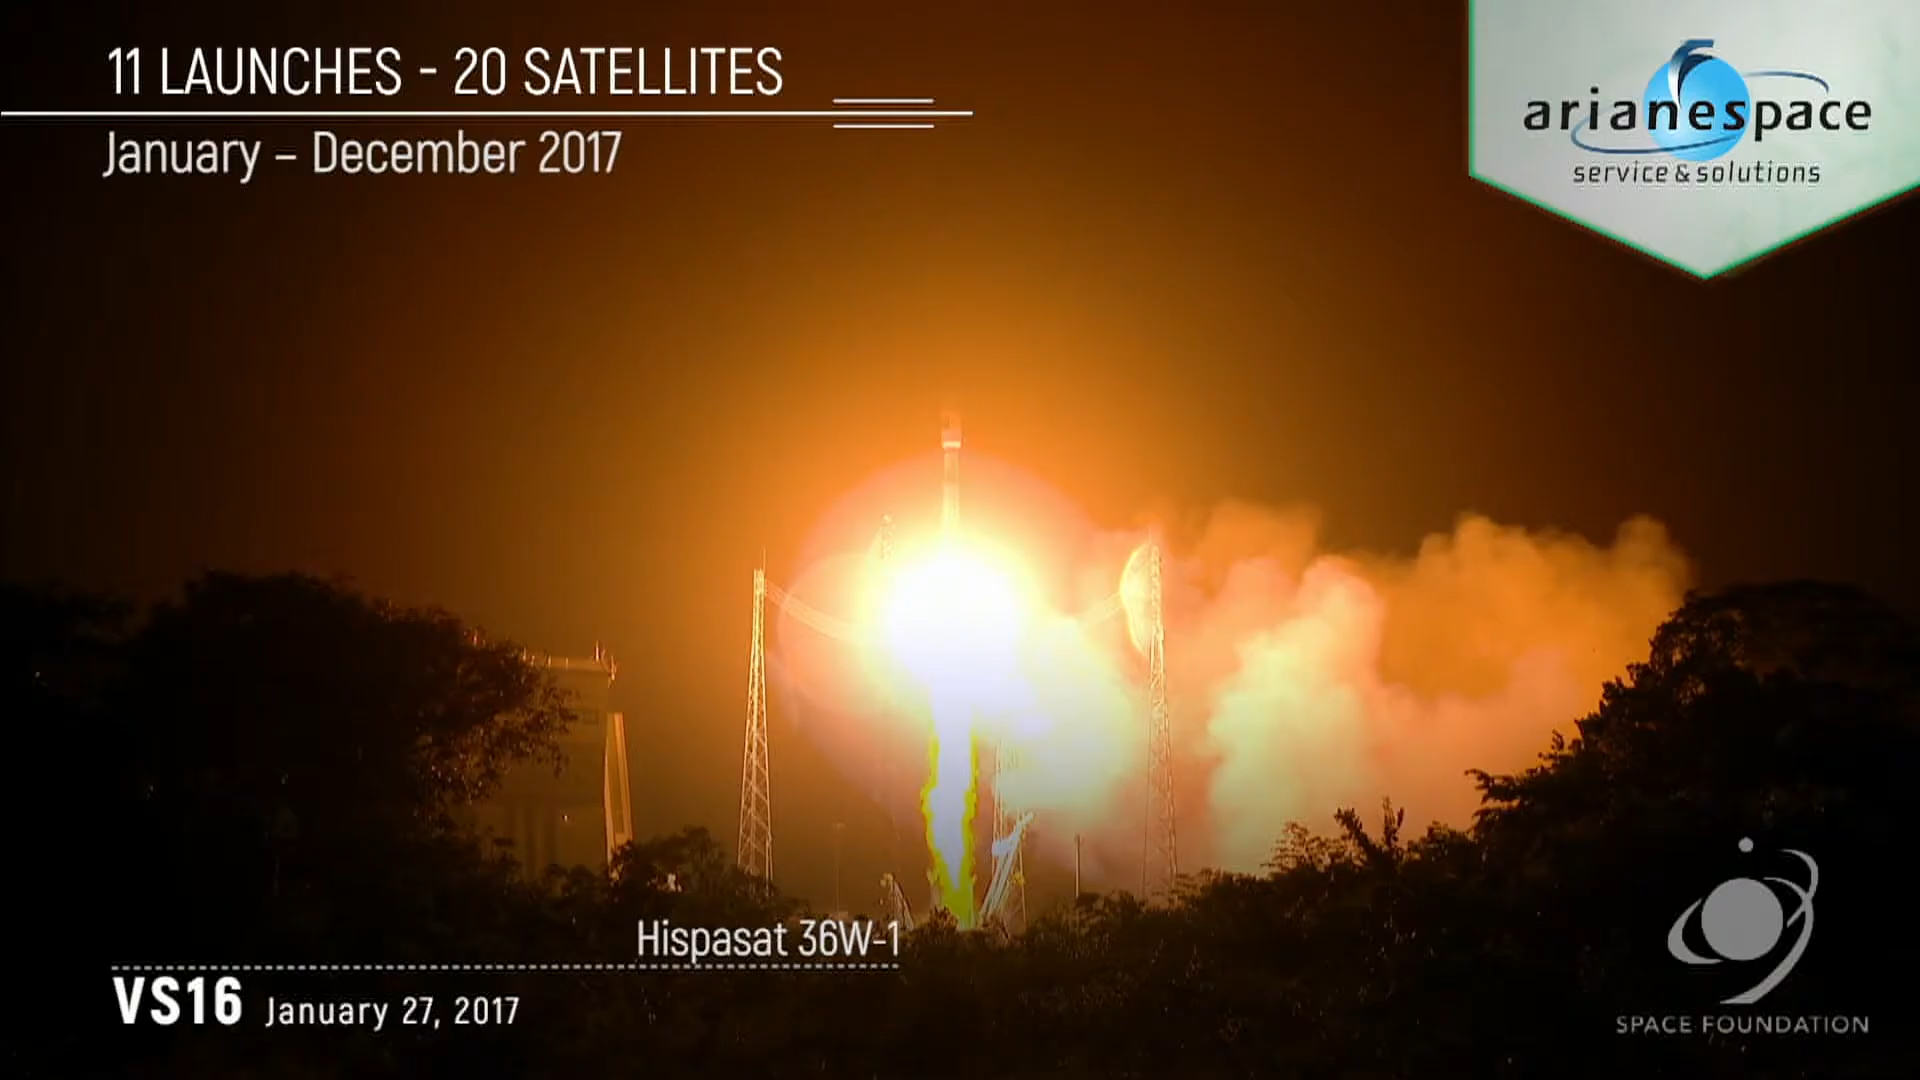 11 LAUNCHES - 20 SATELLITES
January – December 2017
arianespace
service & solutions
Hispasat 36W-1
VS16 January 27, 2017
SPACE FOUNDATION